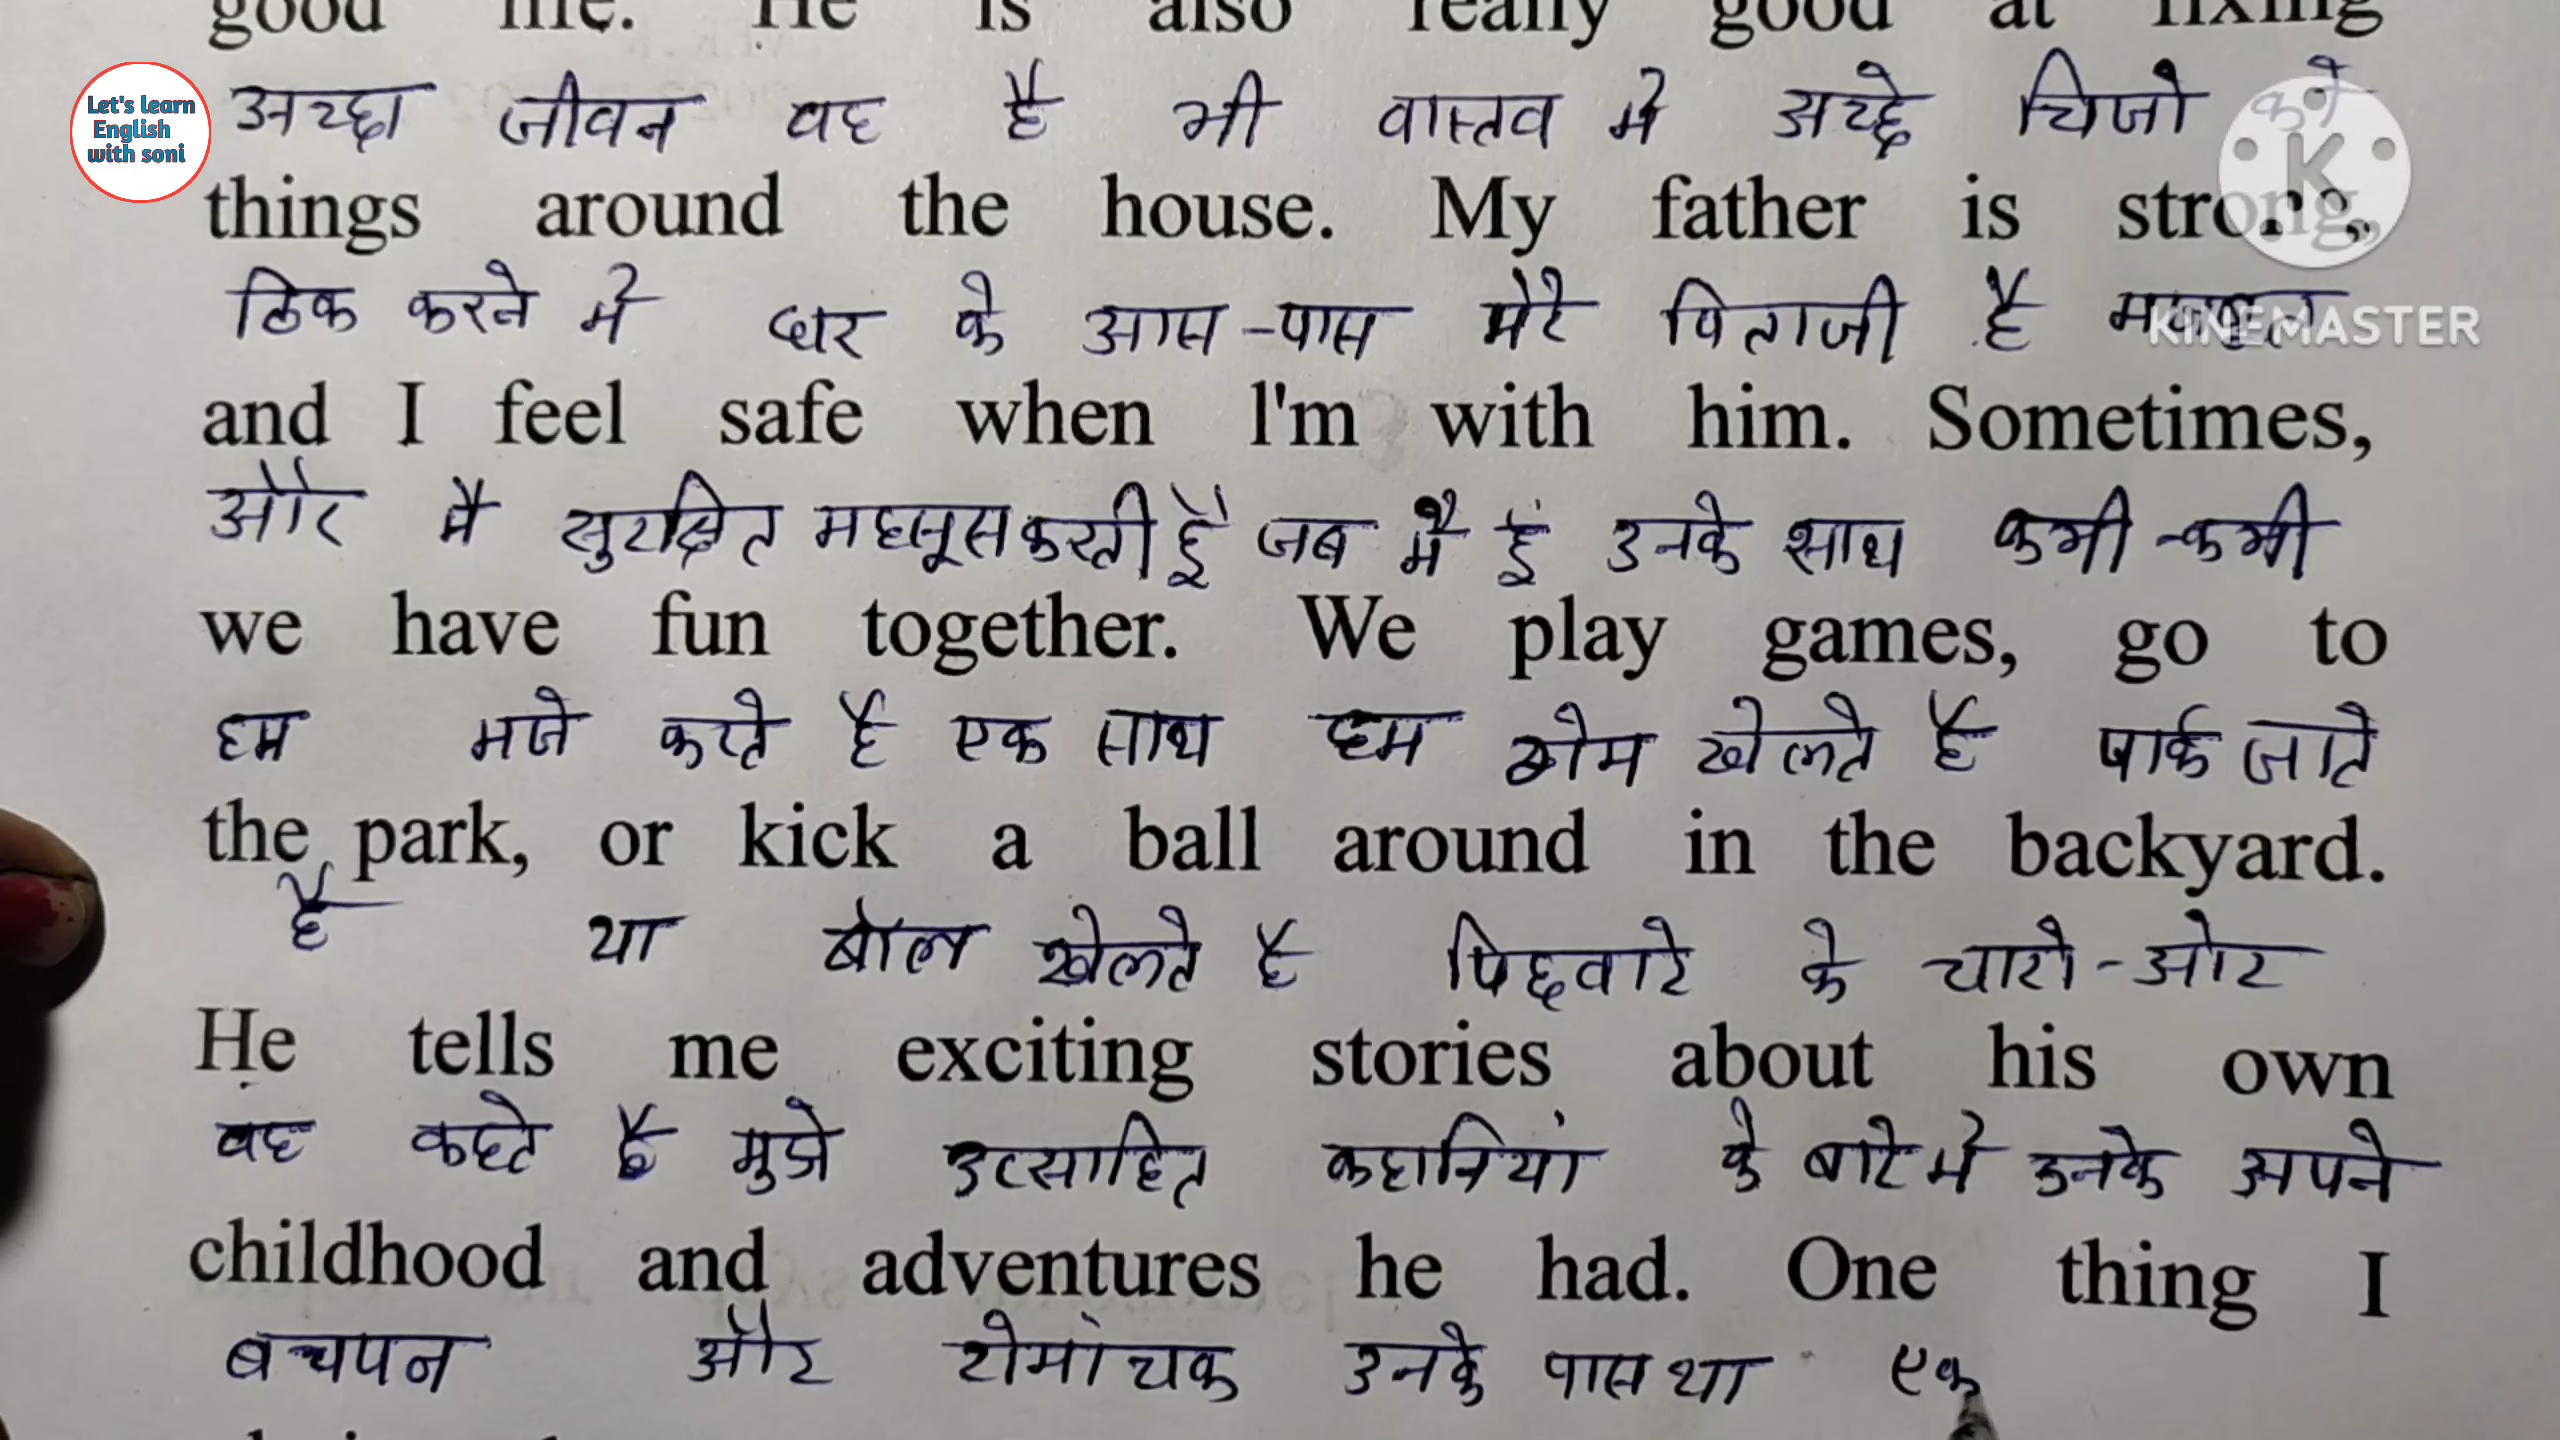 good life. He is also really good at fixing
Let's learn
English
with soni
अच्छा जीवन वह है भी वास्तव मे अच्छे चिजो को
things around the house. My father is strong,
ठिक करने मे घर के आस-पास मेरे पिताजी है मजबूत
KINEMASTER
and I feel safe when I'm with him. Sometimes,
और मै सुरक्षित महसूस करती हूँ जब मै हूं उनके साथ कभी-कभी
we have fun together. We play games, go to
हम मजे करते है एक साथ हम गेम खेलते है पार्क जाते
the park, or kick a ball around in the backyard.
है या बोल खेलते है पिछवारे के चारो-ओर
He tells me exciting stories about his own
वह कहते है मुझे उत्साहित कहानियां के बारे मे उनके अपने
childhood and adventures he had. One thing I
बचपन और रोमांचक उनके पास था एक